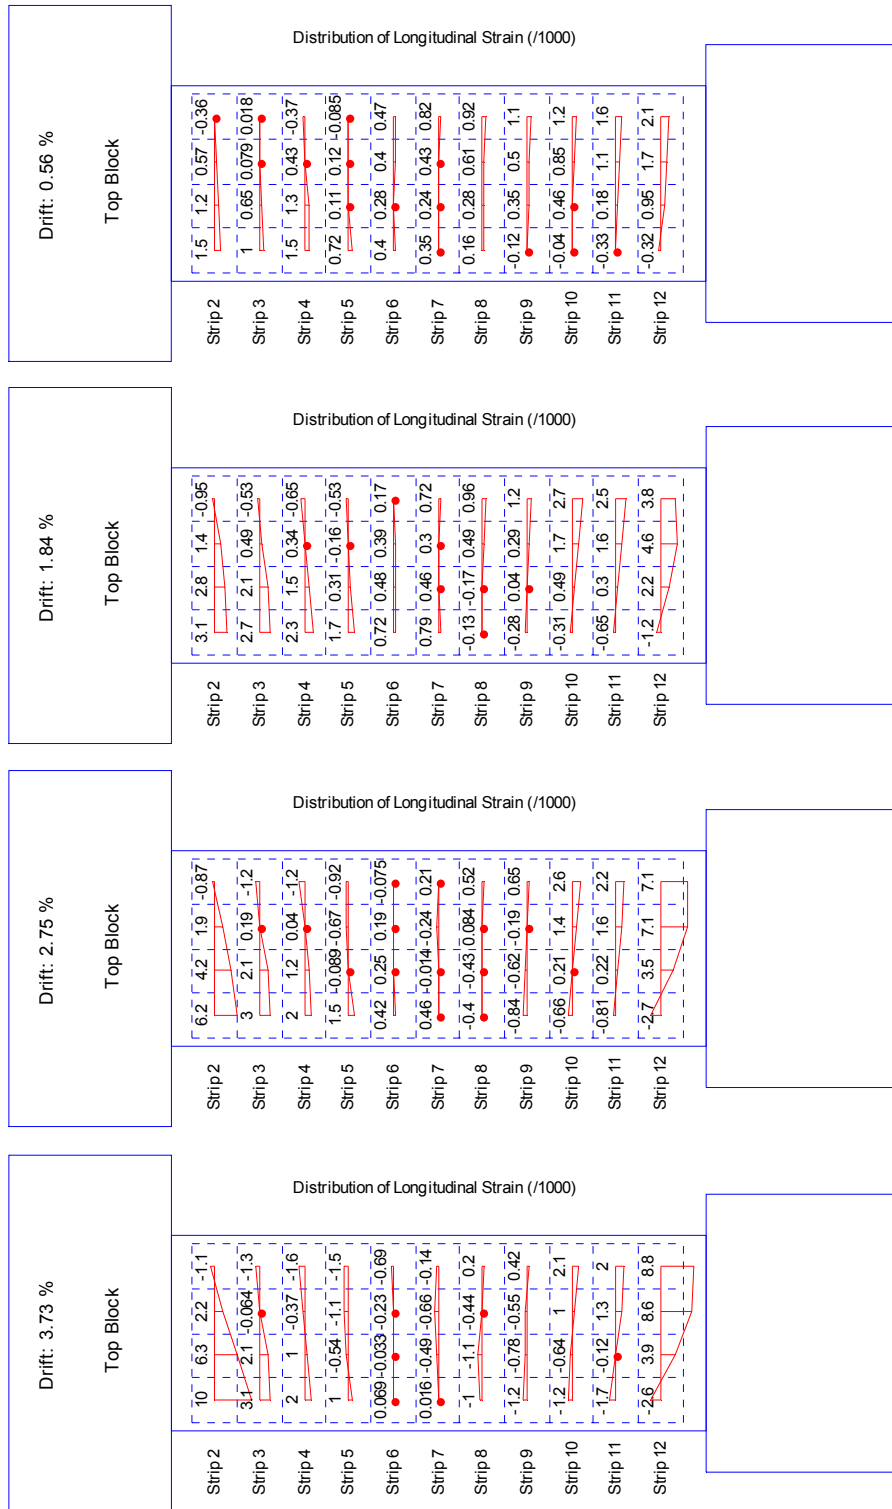 Drift: 3.73 %
Top Block
Distribution of Longitudinal Strain (/1000)
Strip 2 10 6.3 2.2 -1.1
Strip 3 3.1 2.1 -0.064 -1.3
Strip 4 2 1 -0.37 -1.6
Strip 5 1 -0.54 -1.1 -1.5
Strip 6 0.069 -0.033 -0.23 -0.69
Strip 7 0.016 -0.49 -0.66 -0.14
Strip 8 -1 -1.1 -0.44 0.2
Strip 9 -1.2 -0.78 -0.55 0.42
Strip 10 -1.2 -0.64 1 2.1
Strip 11 -1.7 -0.12 1.3 2
Strip 12 -2.6 3.9 8.6 8.8
Drift: 2.75 %
Top Block
Distribution of Longitudinal Strain (/1000)
Strip 2 6.2 4.2 1.9 -0.87
Strip 3 3 2.1 0.19 -1.2
Strip 4 2 1.2 0.04 -1.2
Strip 5 1.5 -0.089 -0.67 -0.92
Strip 6 0.42 0.25 0.19 -0.075
Strip 7 0.46 -0.014 -0.24 0.21
Strip 8 -0.4 -0.43 0.084 0.52
Strip 9 -0.84 -0.62 -0.19 0.65
Strip 10 -0.66 0.21 1.4 2.6
Strip 11 -0.81 0.22 1.6 2.2
Strip 12 -2.7 3.5 7.1 7.1
Drift: 1.84 %
Top Block
Distribution of Longitudinal Strain (/1000)
Strip 2 3.1 2.8 1.4 -0.95
Strip 3 2.7 2.1 0.49 -0.53
Strip 4 2.3 1.5 0.34 -0.65
Strip 5 1.7 0.31 -0.16 -0.53
Strip 6 0.72 0.48 0.39 0.17
Strip 7 0.79 0.46 0.3 0.72
Strip 8 -0.13 -0.17 0.49 0.96
Strip 9 -0.28 0.04 0.29 1.2
Strip 10 -0.31 0.49 1.7 2.7
Strip 11 -0.65 0.3 1.6 2.5
Strip 12 -1.2 2.2 4.6 3.8
Drift: 0.56 %
Top Block
Distribution of Longitudinal Strain (/1000)
Strip 2 1.5 1.2 0.57 -0.36
Strip 3 1 0.65 0.079 0.018
Strip 4 1.5 1.3 0.43 -0.37
Strip 5 0.72 0.11 0.12 -0.085
Strip 6 0.4 0.28 0.4 0.47
Strip 7 0.35 0.24 0.43 0.82
Strip 8 0.16 0.28 0.61 0.92
Strip 9 -0.12 0.35 0.5 1.1
Strip 10 -0.04 0.46 0.85 1.2
Strip 11 -0.33 0.18 1.1 1.6
Strip 12 -0.32 0.95 1.7 2.1